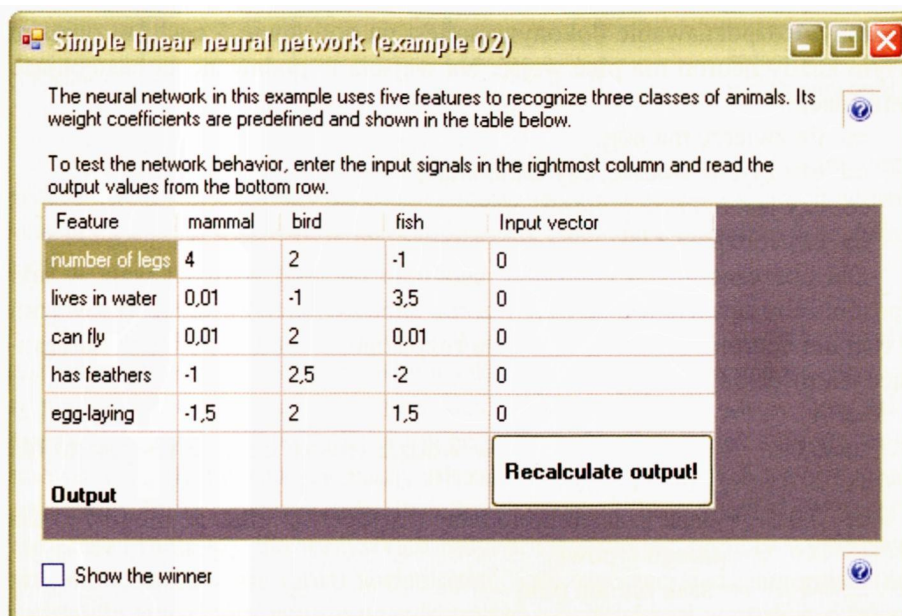 Simple linear neural network (example 02)
The neural network in this example uses five features to recognize three classes of animals. Its
weight coefficients are predefined and shown in the table below.
To test the network behavior, enter the input signals in the rightmost column and read the
output values from the bottom row.
Feature mammal bird fish Input vector
number of legs 4 2 -1 0
lives in water 0,01 -1 3,5 0
can fly 0,01 2 0,01 0
has feathers -1 2,5 -2 0
egg-laying -1,5 2 1,5 0
Recalculate output!
Output
Show the winner